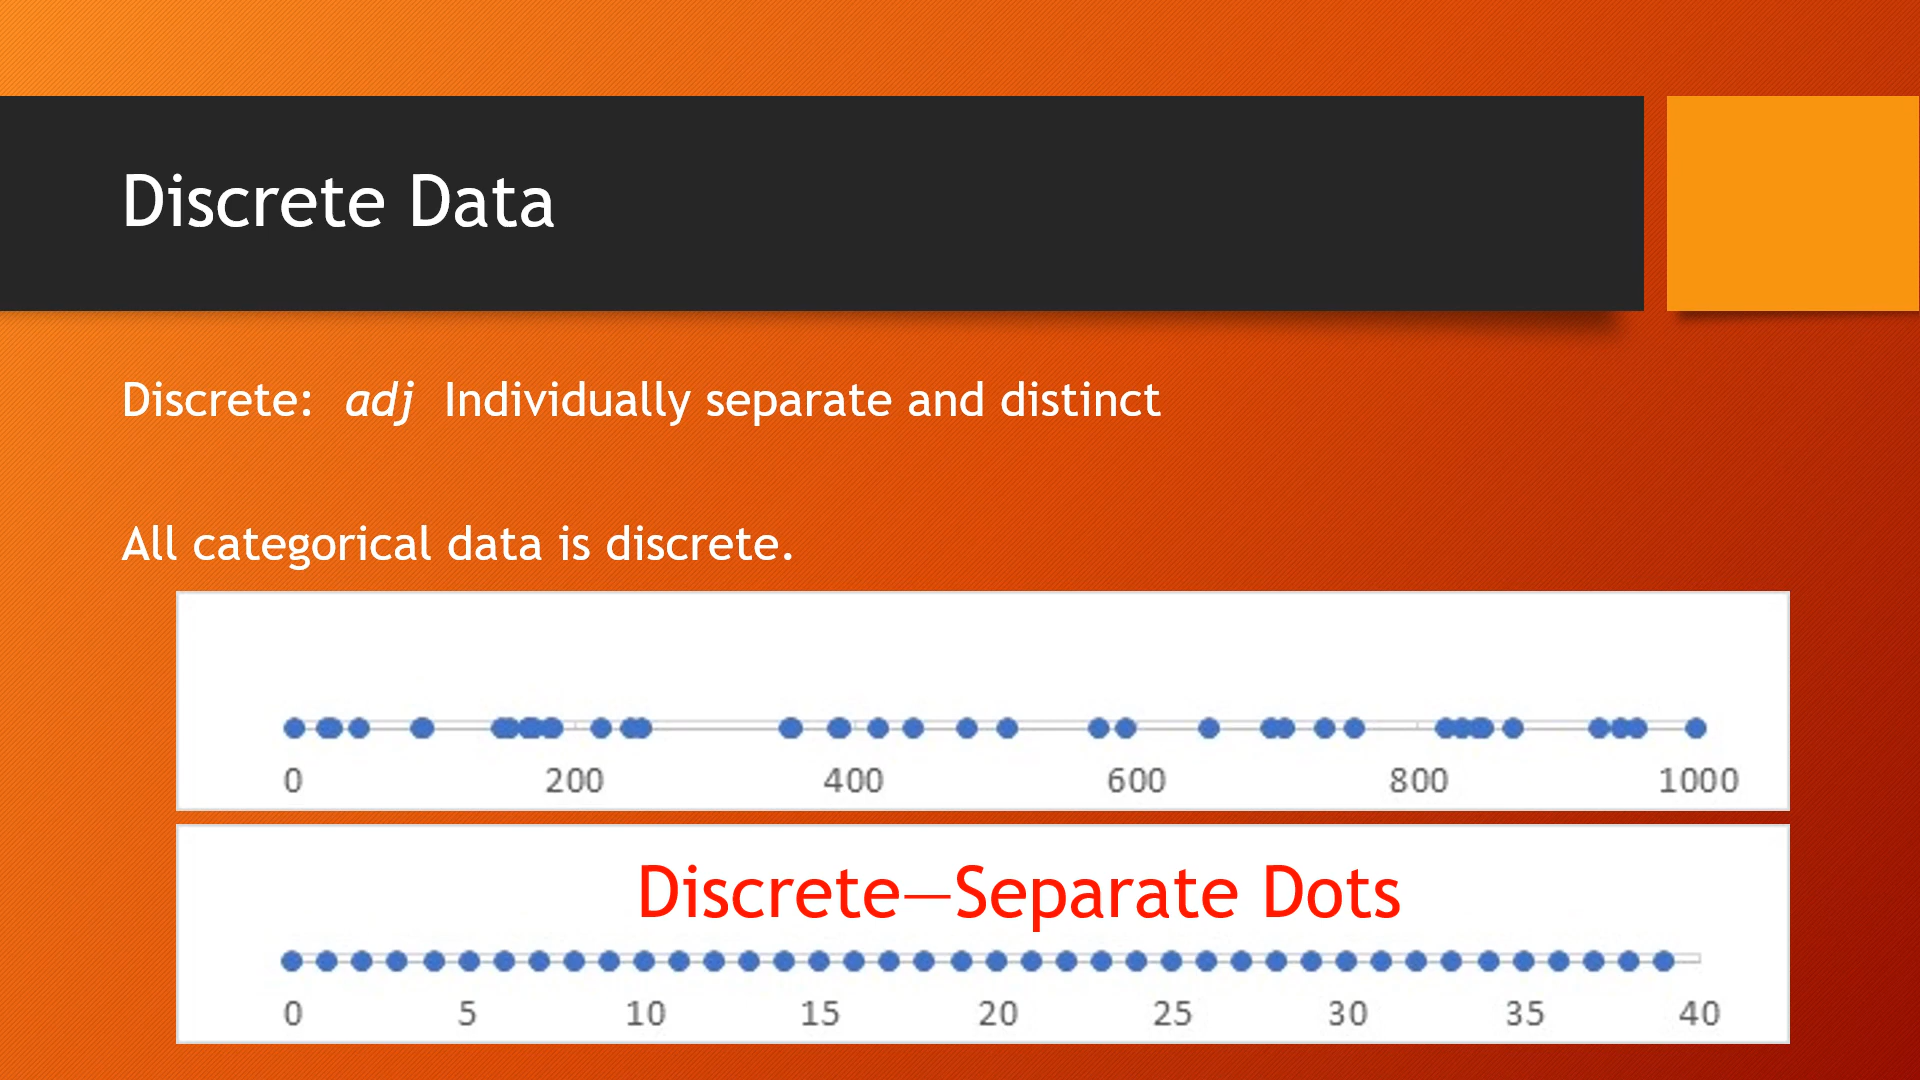 Discrete Data
Discrete: adj Individually separate and distinct
All categorical data is discrete.
0 200 400 600 800 1000
Discrete—Separate Dots
0 5 10 15 20 25 30 35 40